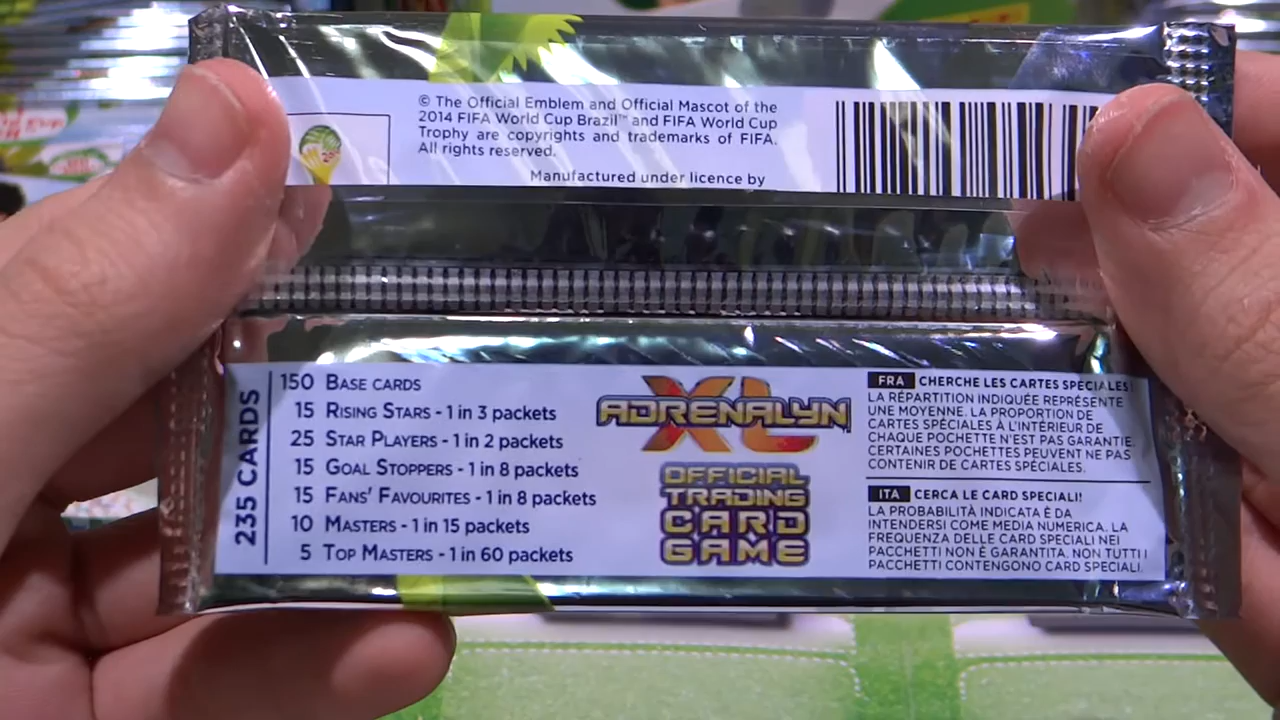 © The Official Emblem and Official Mascot of the
2014 FIFA World Cup Brazil™ and FIFA World Cup
Trophy are copyrights and trademarks of FIFA.
All rights reserved.
Manufactured under licence by
235 CARDS
150 BASE CARDS
15 RISING STARS - 1 in 3 packets
25 STAR PLAYERS - 1 in 2 packets
15 GOAL STOPPERS - 1 in 8 packets
15 FANS' FAVOURITES - 1 in 8 packets
10 MASTERS - 1 in 15 packets
5 TOP MASTERS - 1 in 60 packets
ADRENALYN
XL
OFFICIAL
TRADING
CARD
GAME
FRA CHERCHE LES CARTES SPÉCIALES!
LA RÉPARTITION INDIQUÉE REPRÉSENTE
UNE MOYENNE. LA PROPORTION DE
CARTES SPÉCIALES À L'INTÉRIEUR DE
CHAQUE POCHETTE N'EST PAS GARANTIE.
CERTAINES POCHETTES PEUVENT NE PAS
CONTENIR DE CARTES SPÉCIALES.
ITA CERCA LE CARD SPECIALI!
LA PROBABILITÀ INDICATA È DA
INTENDERSI COME MEDIA NUMERICA. LA
FREQUENZA DELLE CARD SPECIALI NEI
PACCHETTI NON È GARANTITA. NON TUTTI I
PACCHETTI CONTENGONO CARD SPECIALI.